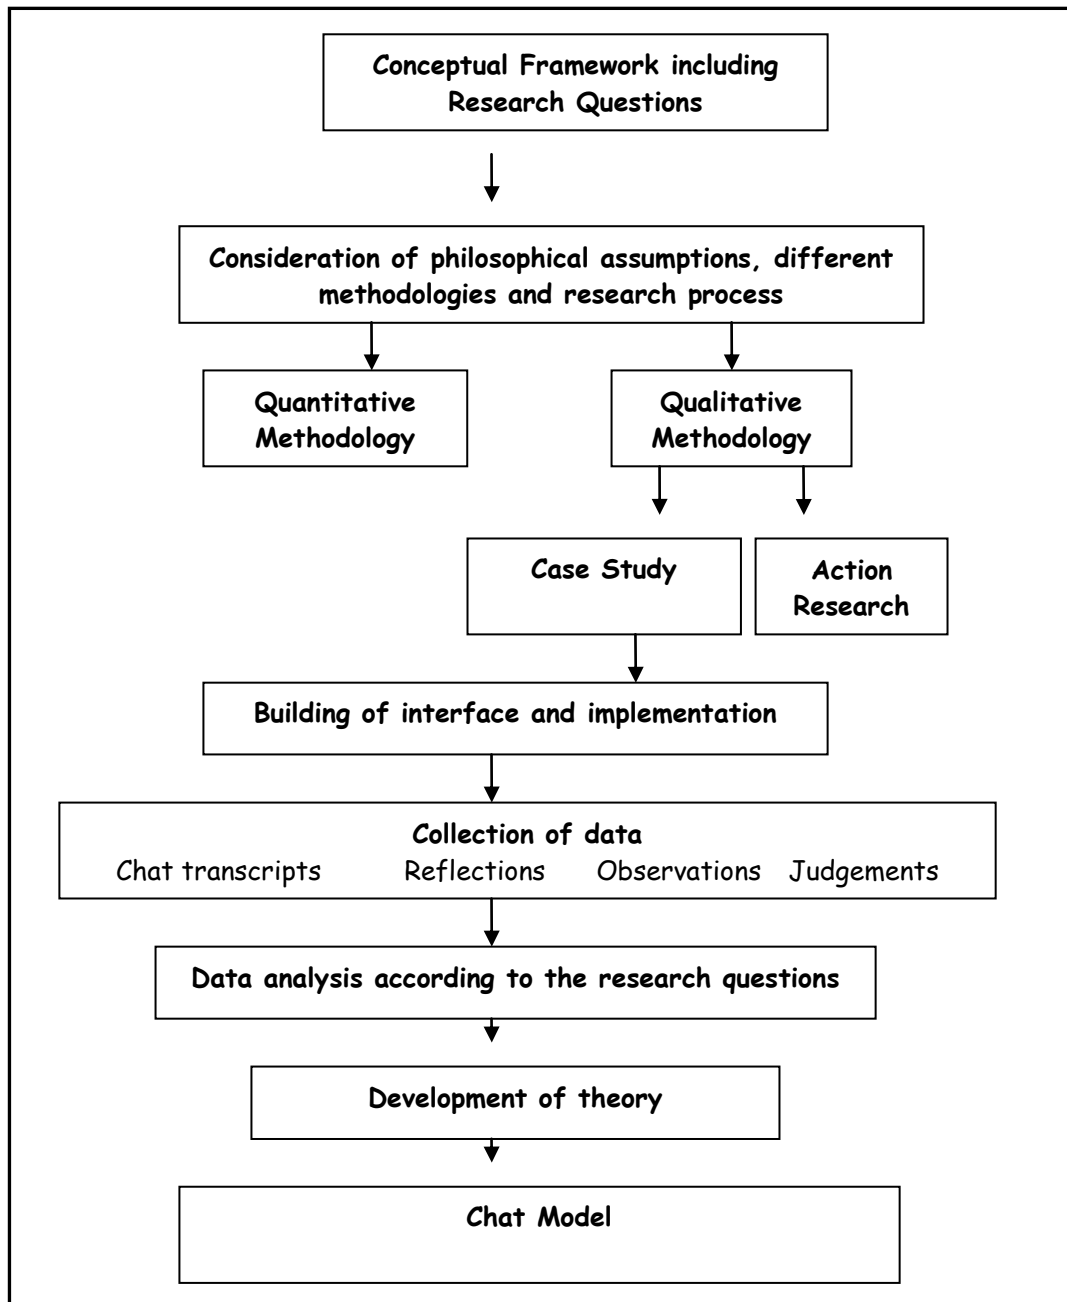 Conceptual Framework including
Research Questions
Consideration of philosophical assumptions, different
methodologies and research process
Quantitative
Methodology
Qualitative
Methodology
Case Study
Action
Research
Building of interface and implementation
Collection of data
Chat transcripts Reflections Observations Judgements
Data analysis according to the research questions
Development of theory
Chat Model